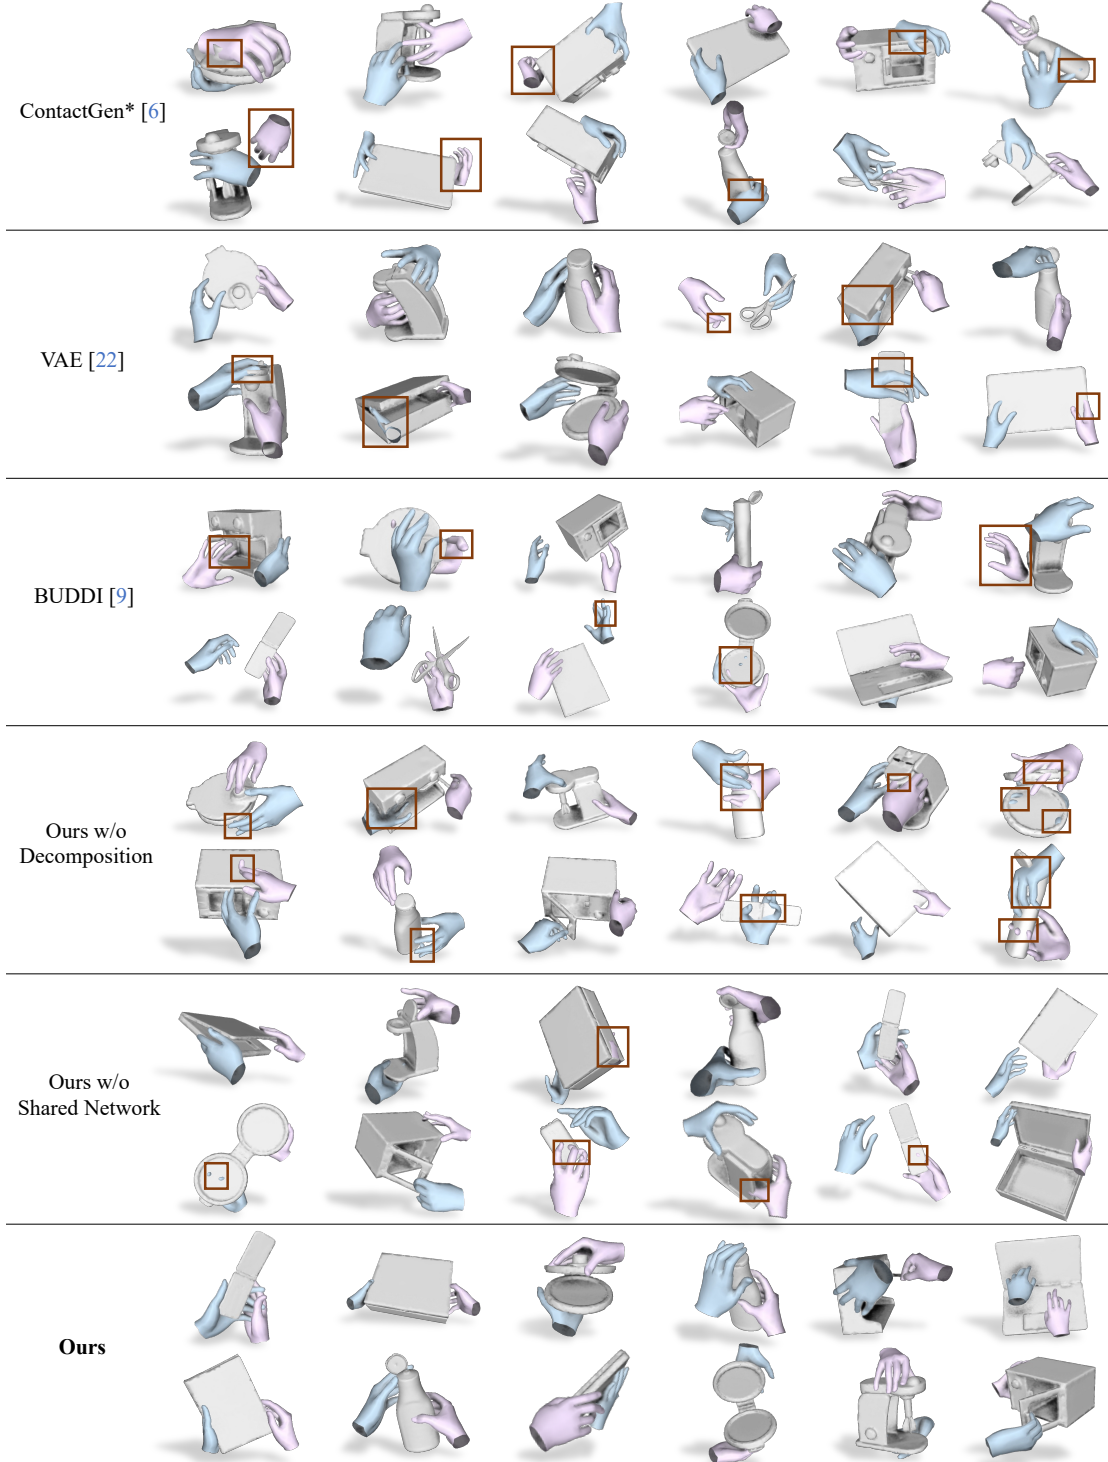 ContactGen* [6]
VAE [22]
BUDDI [9]
Ours w/o
Decomposition
Ours w/o
Shared Network
Ours